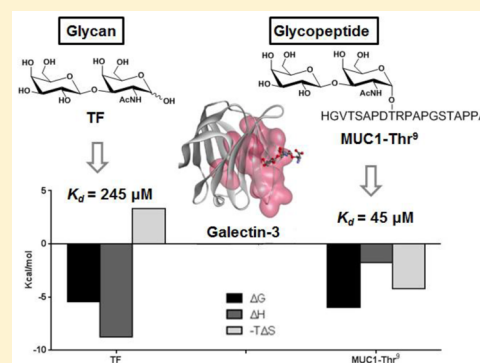 Glycan
Glycopeptide
HO OH HO OH
O O
HO O
OH AcNH OH
HO OH HO OH
O O
HO O
OH AcNH
O
HGVTSAPDTRPAPGSTAPPA
TF
MUC1-Thr⁹
Kd = 245 µM
Kd = 45 µM
Galectin-3
Kcal/mol
5
0
-5
-10
ΔG
ΔH
-TΔS
TF
MUC1-Thr⁹